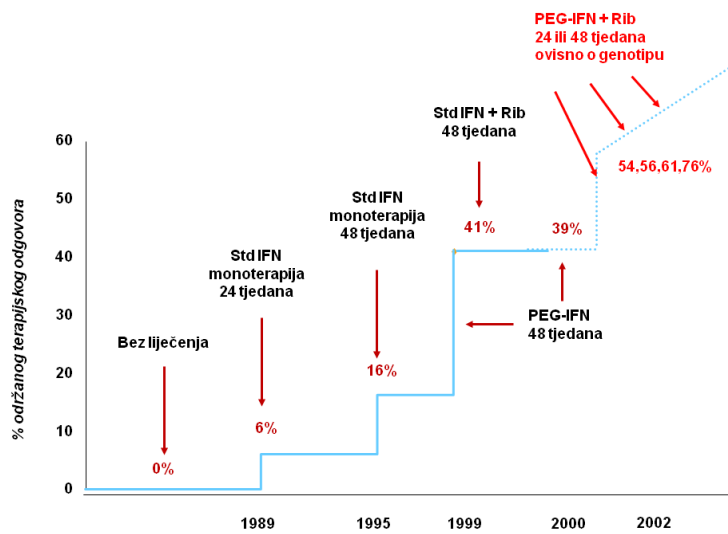 PEG-IFN + Rib
24 ili 48 tjedana
ovisno o genotipu
Std IFN + Rib
48 tjedana
60
54,56,61,76%
50
Std IFN
monoterapija
48 tjedana
41%
39%
Std IFN
monoterapija
24 tjedana
40
30
PEG-IFN
48 tjedana
Bez liječenja
20
16%
10
6%
0%
0
% održanog terapijskog odgovora
1989
1995
1999
2000
2002